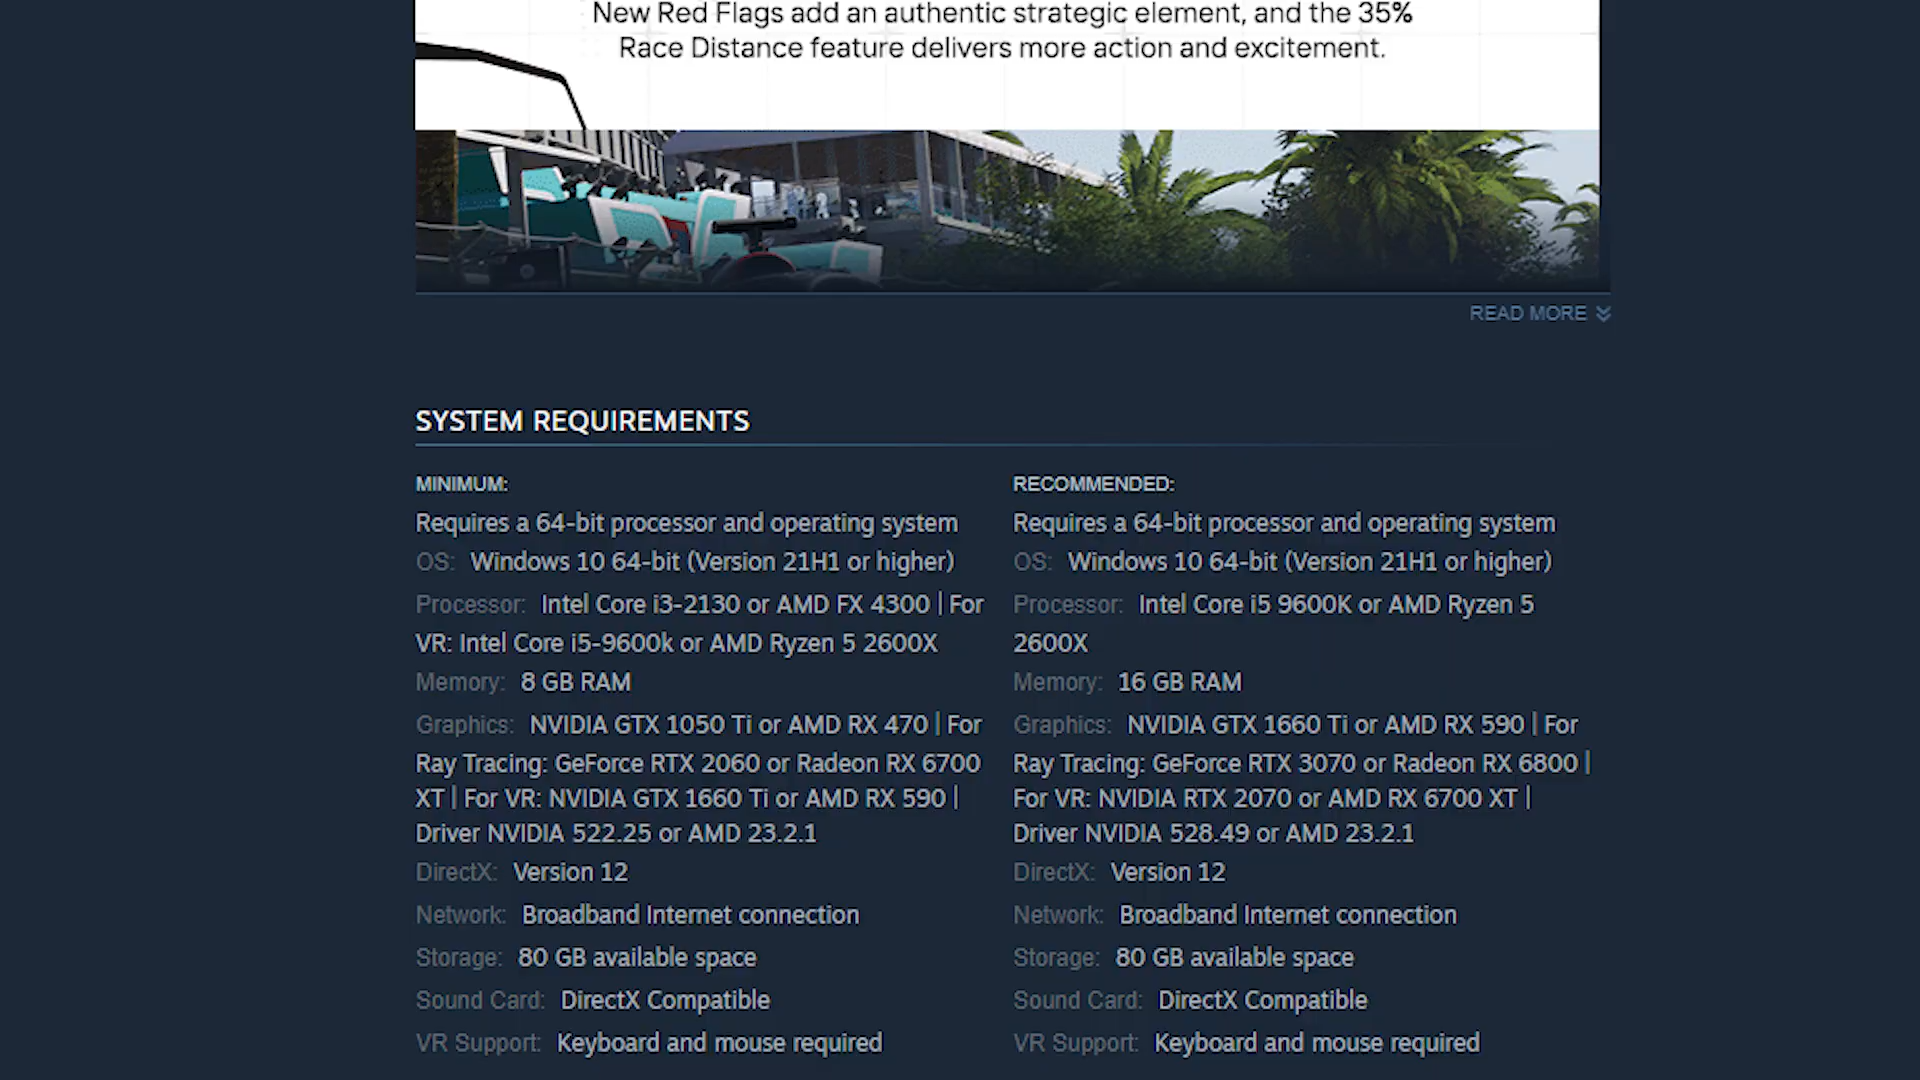 New Red Flags add an authentic strategic element, and the 35%
Race Distance feature delivers more action and excitement.
READ MORE
SYSTEM REQUIREMENTS
MINIMUM:
Requires a 64-bit processor and operating system
OS: Windows 10 64-bit (Version 21H1 or higher)
Processor: Intel Core i3-2130 or AMD FX 4300 | For
VR: Intel Core i5-9600k or AMD Ryzen 5 2600X
Memory: 8 GB RAM
Graphics: NVIDIA GTX 1050 Ti or AMD RX 470 | For
Ray Tracing: GeForce RTX 2060 or Radeon RX 6700
XT | For VR: NVIDIA GTX 1660 Ti or AMD RX 590 |
Driver NVIDIA 522.25 or AMD 23.2.1
DirectX: Version 12
Network: Broadband Internet connection
Storage: 80 GB available space
Sound Card: DirectX Compatible
VR Support: Keyboard and mouse required
RECOMMENDED:
Requires a 64-bit processor and operating system
OS: Windows 10 64-bit (Version 21H1 or higher)
Processor: Intel Core i5 9600K or AMD Ryzen 5
2600X
Memory: 16 GB RAM
Graphics: NVIDIA GTX 1660 Ti or AMD RX 590 | For
Ray Tracing: GeForce RTX 3070 or Radeon RX 6800 |
For VR: NVIDIA RTX 2070 or AMD RX 6700 XT |
Driver NVIDIA 528.49 or AMD 23.2.1
DirectX: Version 12
Network: Broadband Internet connection
Storage: 80 GB available space
Sound Card: DirectX Compatible
VR Support: Keyboard and mouse required